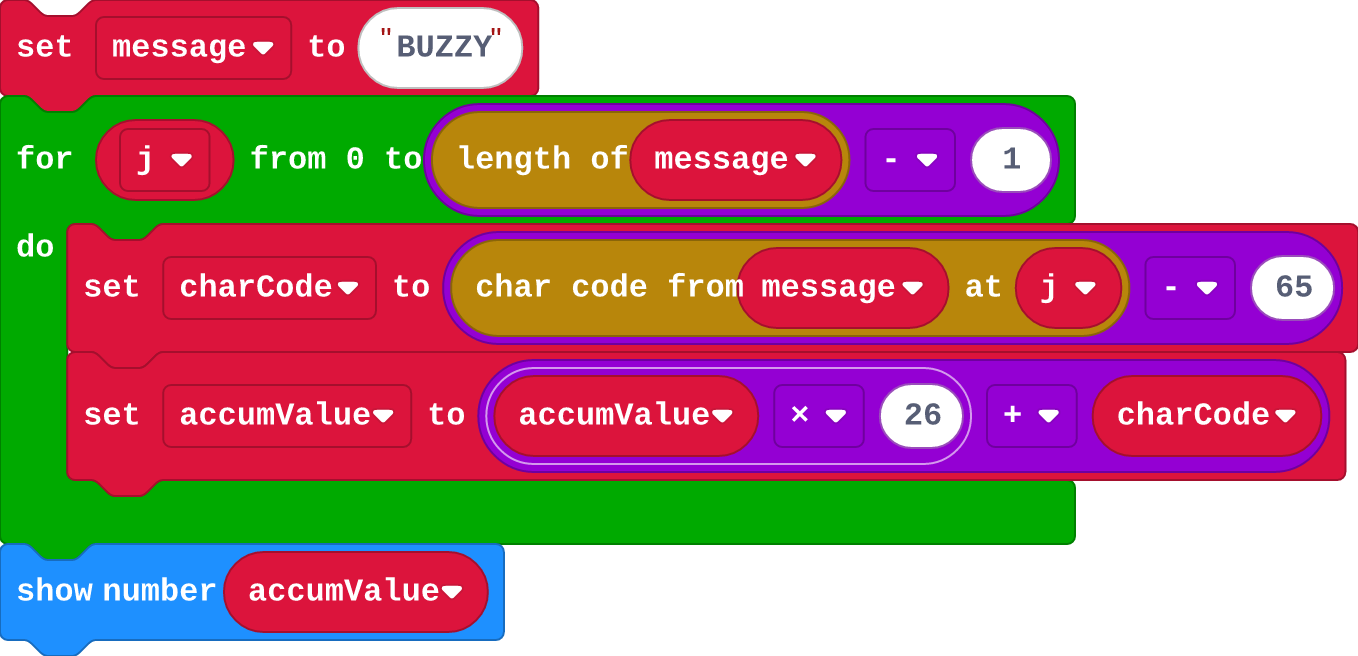 set message to "BUZZY"
for j from 0 to length of message - 1
do
set charCode to char code from message at j - 65
set accumValue to accumValue × 26 + charCode
show number accumValue